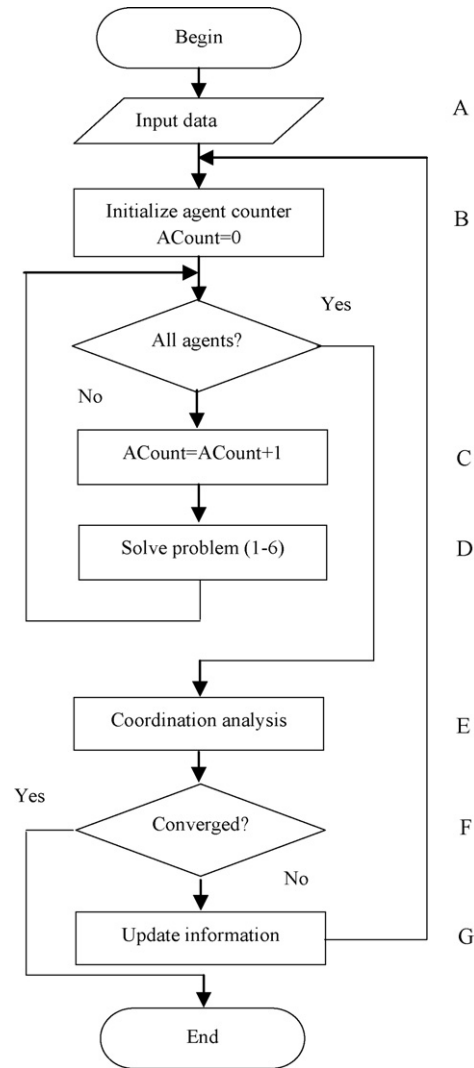 Begin
Input data
A
Initialize agent counter
ACount=0
B
Yes
All agents?
No
ACount=ACount+1
C
Solve problem (1-6)
D
Coordination analysis
E
Yes
Converged?
F
No
Update information
G
End